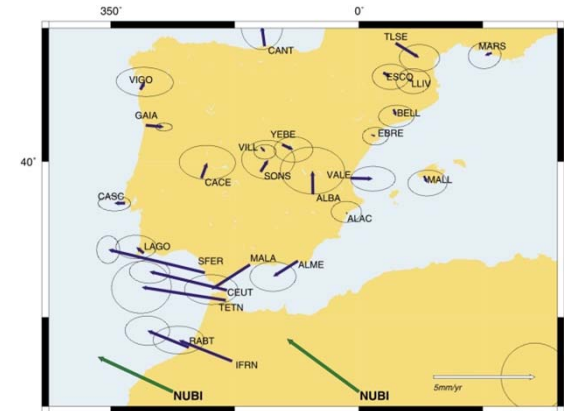 350˚ 0˚
TLSE
MARS
CANT
ESCO
LLIV
VIGO
BELL
GAIA
EBRE
YEBE
VILL
40˚
SONS
VALE
CACE
MALL
ALBA
CASC
ALAC
LAGO
SFER
MALA
ALME
CEUT
TETN
RABT
IFRN
5mm/yr
NUBI
NUBI